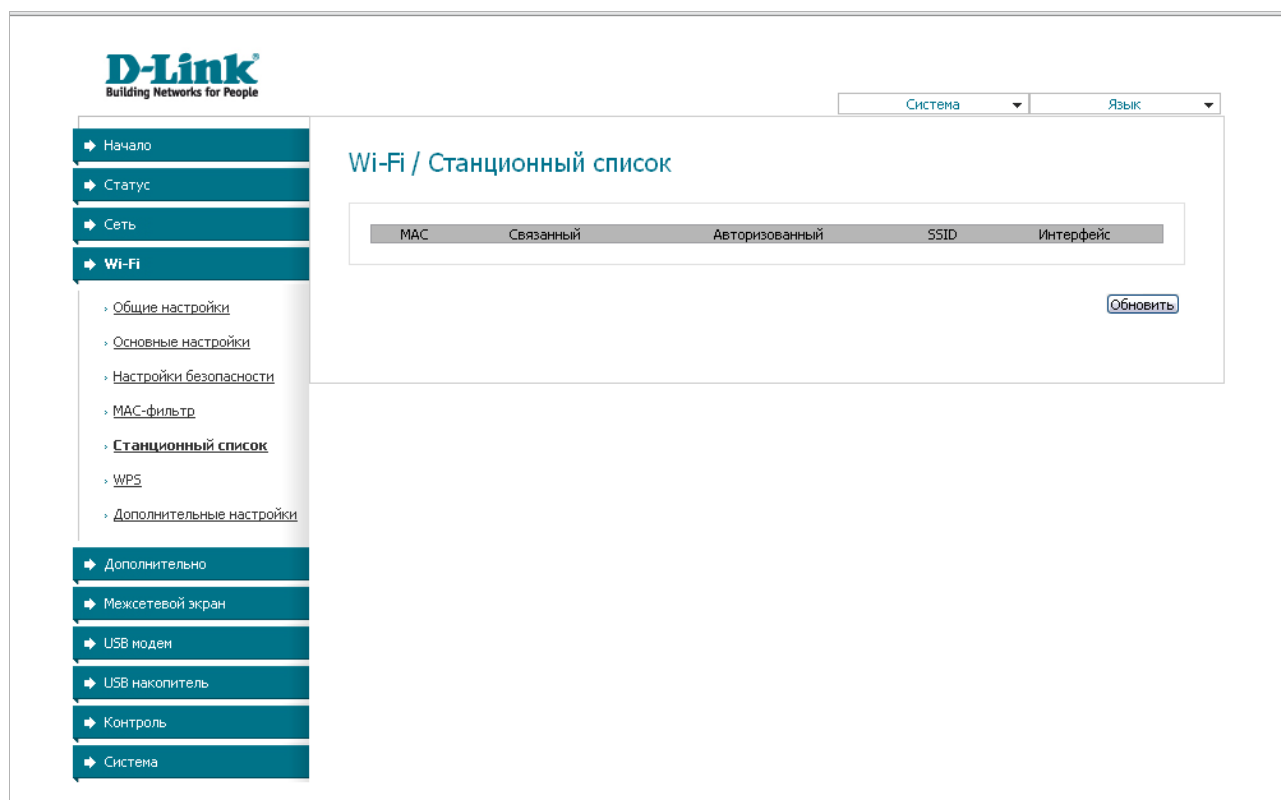 D-Link
Building Networks for People
Система
Язык
Начало
Статус
Сеть
Wi-Fi
Общие настройки
Основные настройки
Настройки безопасности
MAC-фильтр
Станционный список
WPS
Дополнительные настройки
Дополнительно
Межсетевой экран
USB модем
USB накопитель
Контроль
Система
Wi-Fi / Станционный список
MAC Связанный Авторизованный SSID Интерфейс
Обновить